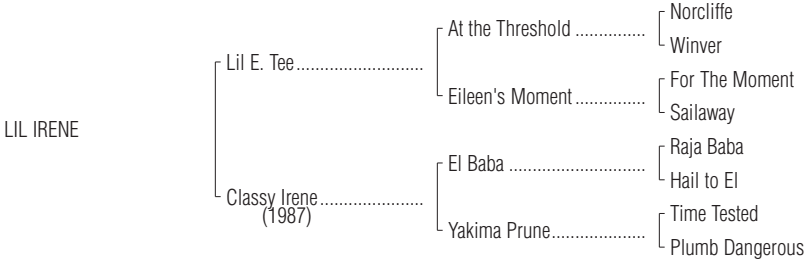 Norcliffe
At the Threshold ...............
Winver
Lil E. Tee...........................
For The Moment
Eileen's Moment...............
Sailaway
LIL IRENE
Raja Baba
El Baba .............................
Hail to El
Classy Irene......................
(1987)
Time Tested
Yakima Prune....................
Plumb Dangerous